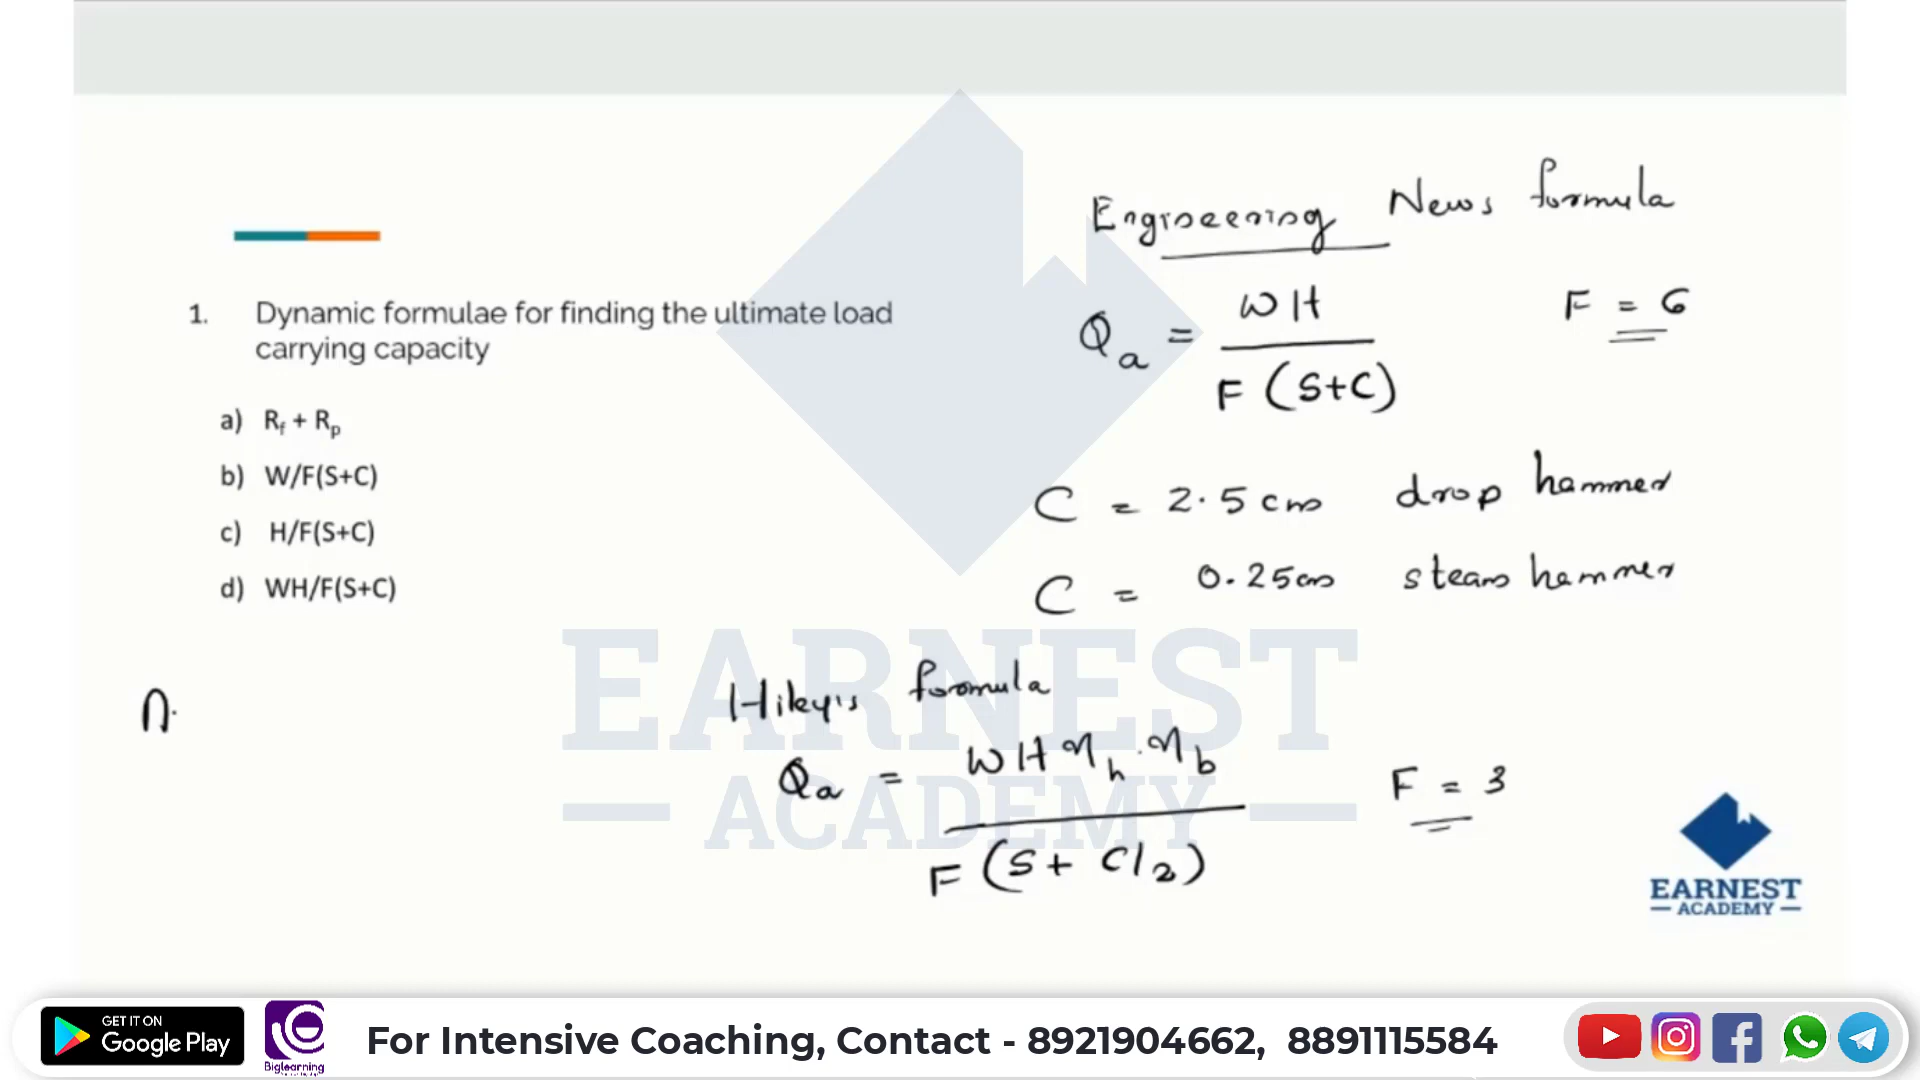 Engineering News formula
1. Dynamic formulae for finding the ultimate load
carrying capacity
a) Rf + Rp
b) W/F(S+C)
c) H/F(S+C)
d) WH/F(S+C)
Qa = WH / F (S+C)
F = 6
C = 2.5 cm drop hammer
C = 0.25cm steam hammer
Hiley's formula
Qa = WH ηh . ηb / F (S + C/2)
F = 3
EARNEST
ACADEMY
EARNEST
ACADEMY
GET IT ON
Google Play
Biglearning
For Intensive Coaching, Contact - 8921904662, 8891115584